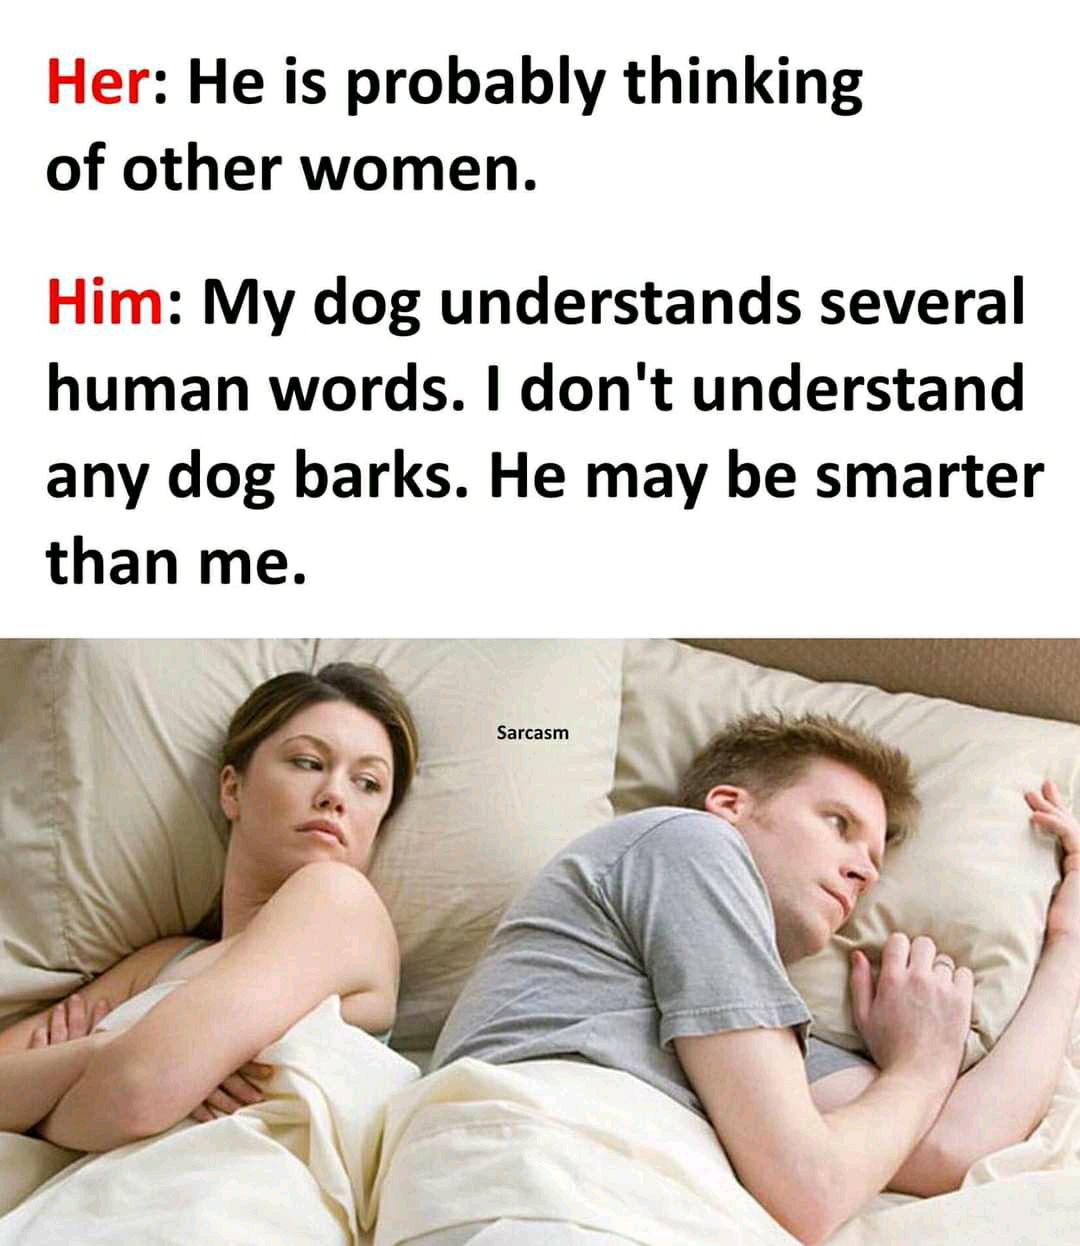 Her: He is probably thinking
of other women.
Him: My dog understands several
human words. I don't understand
any dog barks. He may be smarter
than me.
Sarcasm